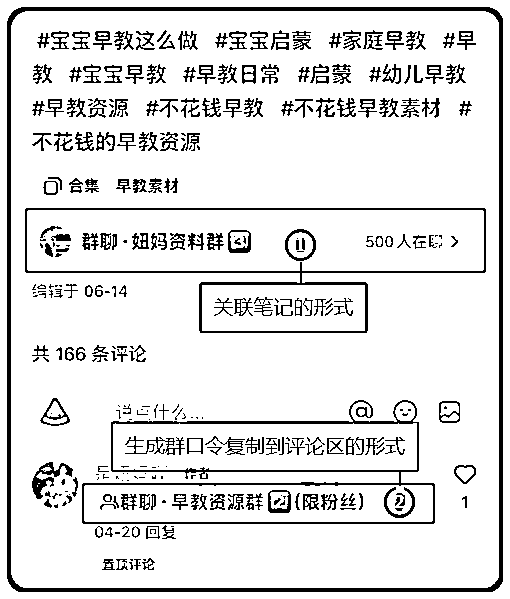 #宝宝早教这么做 #宝宝启蒙 #家庭早教 #早
教 #宝宝早教 #早教日常 #启蒙 #幼儿早教
#早教资源 #不花钱早教 #不花钱早教素材 #
不花钱的早教资源
合集 早教素材
群聊·妞妈资料群 500人在聊 >
编辑于 06-14
关联笔记的形式
共 166 条评论
说点什么...
生成群口令复制到评论区的形式
作者
群聊·早教资源群 (限粉丝)
1
04-20 回复
置顶评论